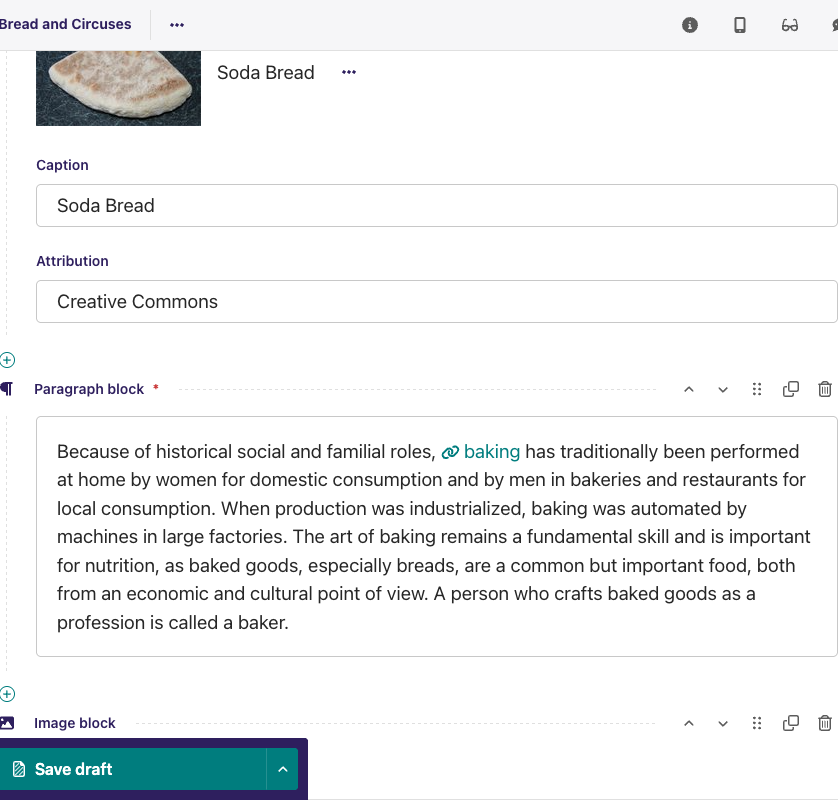 Bread and Circuses
Soda Bread
Caption
Soda Bread
Attribution
Creative Commons
Paragraph block *
Because of historical social and familial roles, baking has traditionally been performed
at home by women for domestic consumption and by men in bakeries and restaurants for
local consumption. When production was industrialized, baking was automated by
machines in large factories. The art of baking remains a fundamental skill and is important
for nutrition, as baked goods, especially breads, are a common but important food, both
from an economic and cultural point of view. A person who crafts baked goods as a
profession is called a baker.
Image block
Save draft